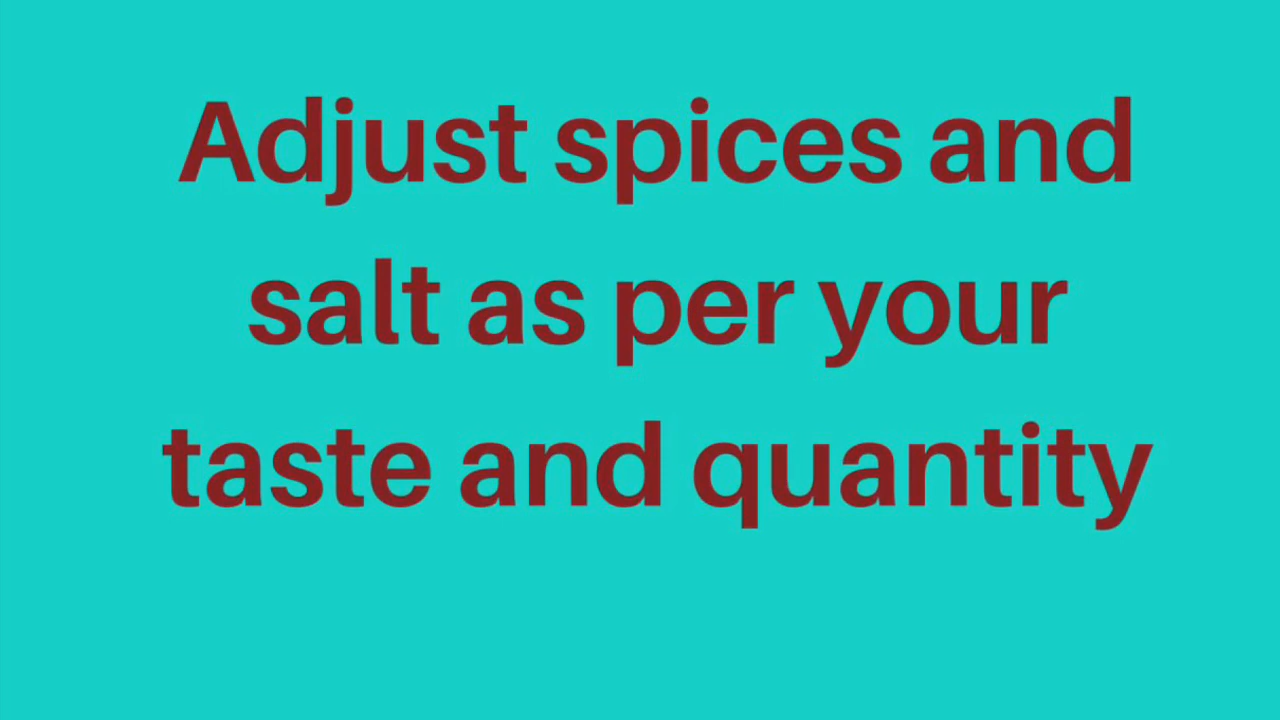 Adjust spices and
salt as per your
taste and quantity